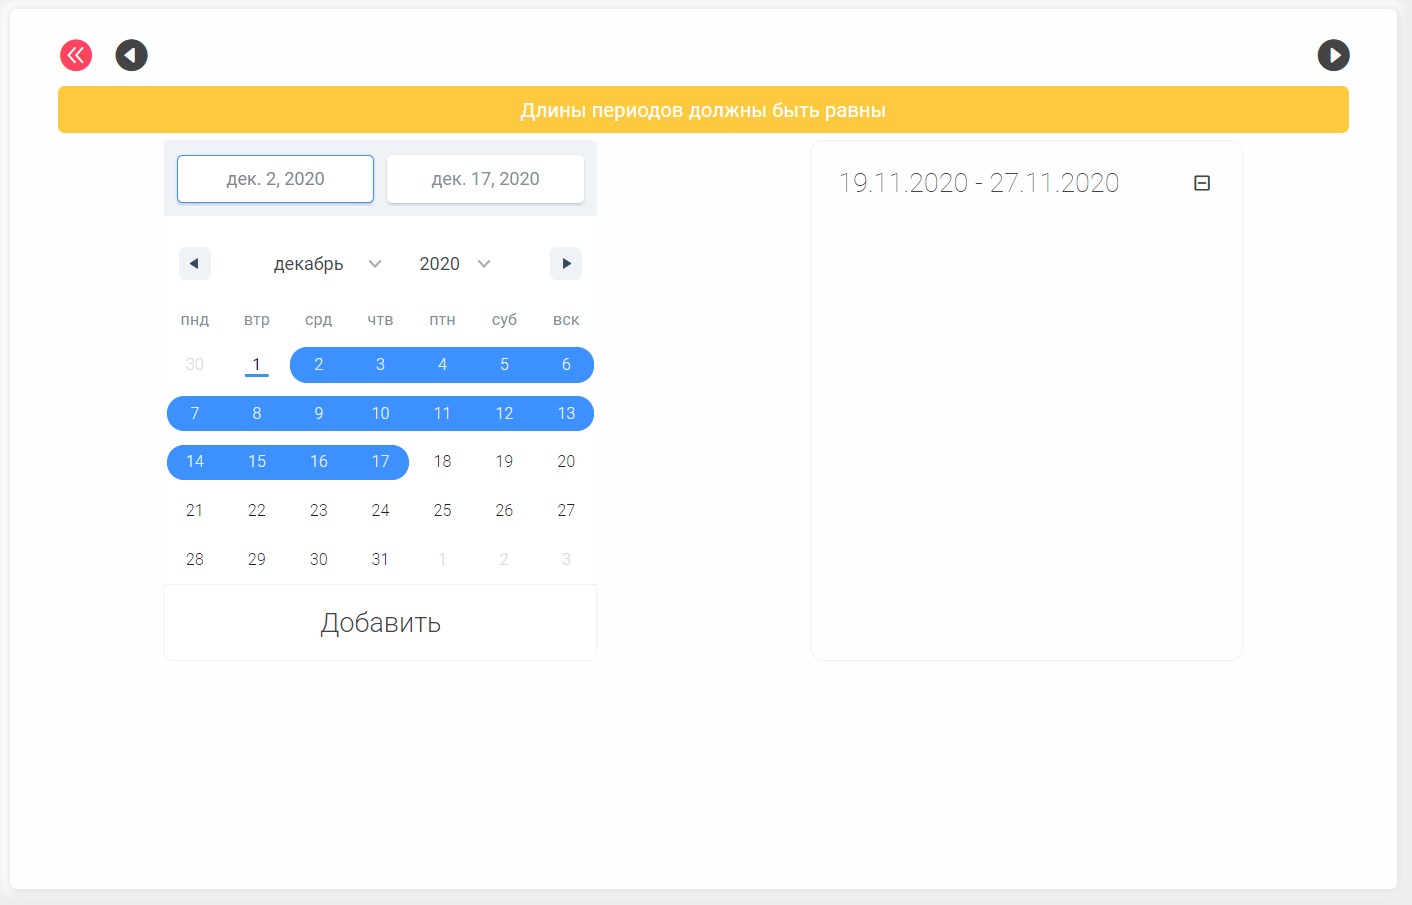 Длины периодов должны быть равны
дек. 2, 2020 дек. 17, 2020
декабрь 2020
пнд втр срд чтв птн суб вск
30 1 2 3 4 5 6
7 8 9 10 11 12 13
14 15 16 17 18 19 20
21 22 23 24 25 26 27
28 29 30 31 1 2 3
Добавить
19.11.2020 - 27.11.2020